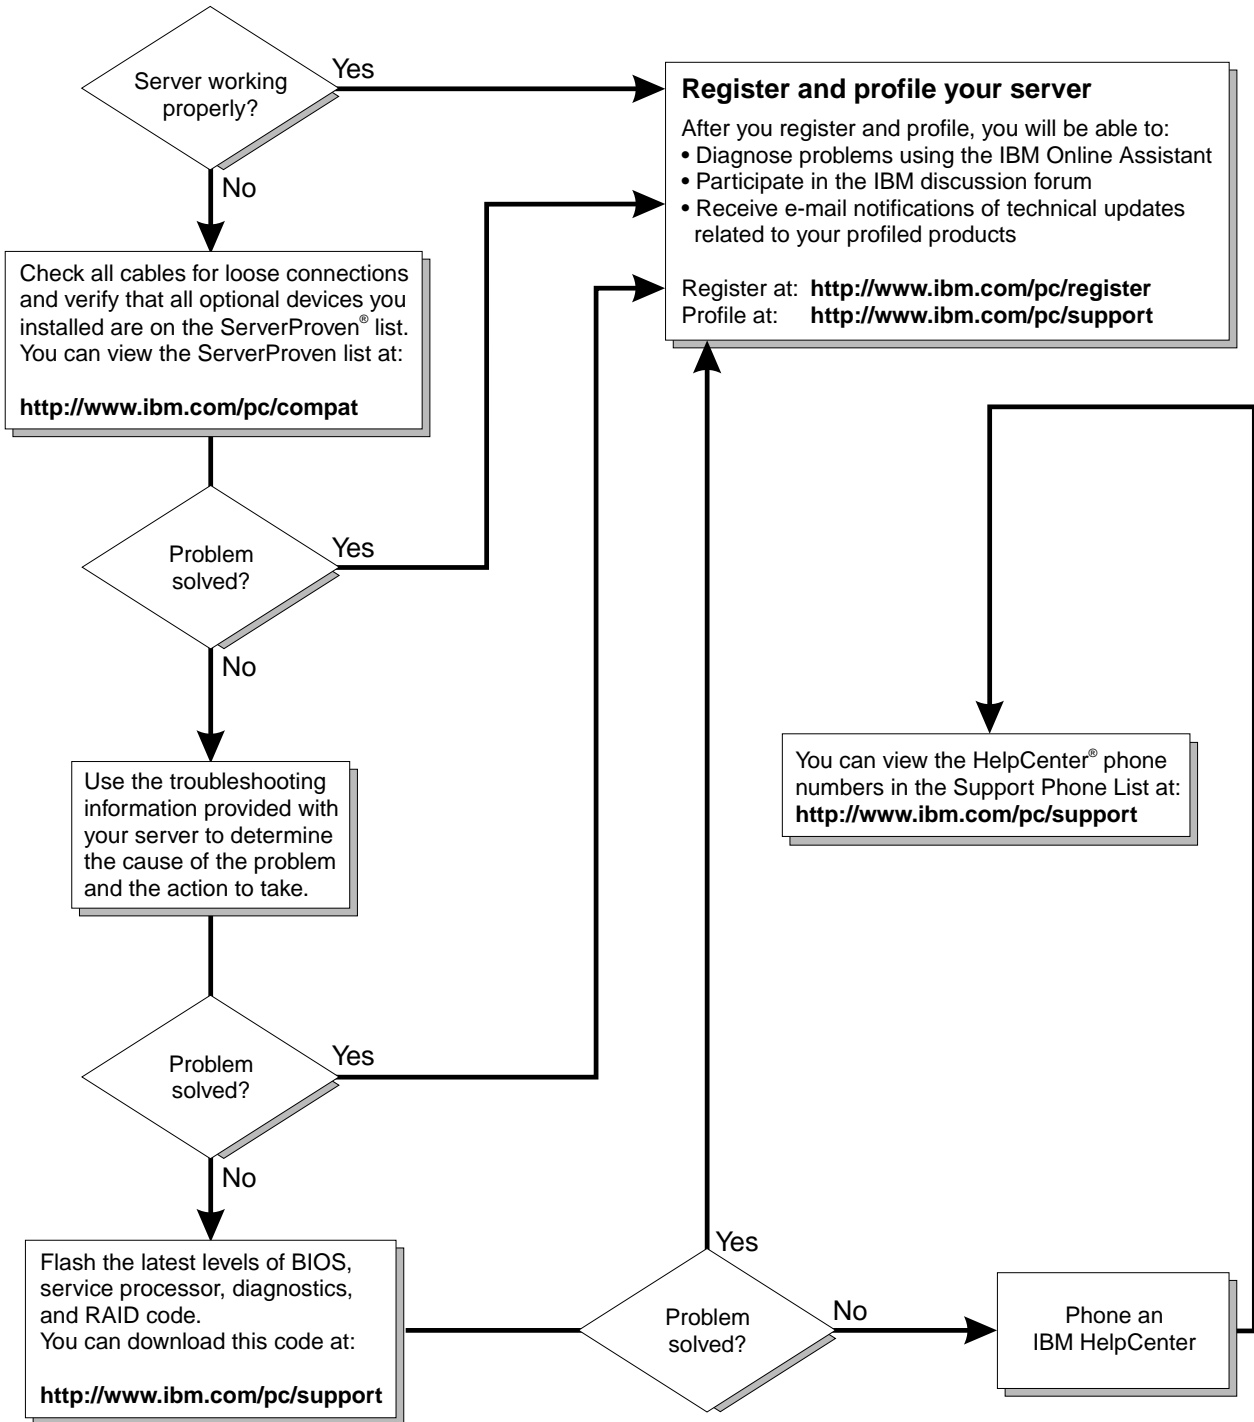 Server working
properly?
Yes
No
Register and profile your server
After you register and profile, you will be able to:
• Diagnose problems using the IBM Online Assistant
• Participate in the IBM discussion forum
• Receive e-mail notifications of technical updates
related to your profiled products
Register at: http://www.ibm.com/pc/register
Profile at: http://www.ibm.com/pc/support
Check all cables for loose connections
and verify that all optional devices you
installed are on the ServerProven® list.
You can view the ServerProven list at:
http://www.ibm.com/pc/compat
Problem
solved?
Yes
No
Use the troubleshooting
information provided with
your server to determine
the cause of the problem
and the action to take.
You can view the HelpCenter® phone
numbers in the Support Phone List at:
http://www.ibm.com/pc/support
Problem
solved?
Yes
No
Flash the latest levels of BIOS,
service processor, diagnostics,
and RAID code.
You can download this code at:
http://www.ibm.com/pc/support
Problem
solved?
Yes
No
Phone an
IBM HelpCenter